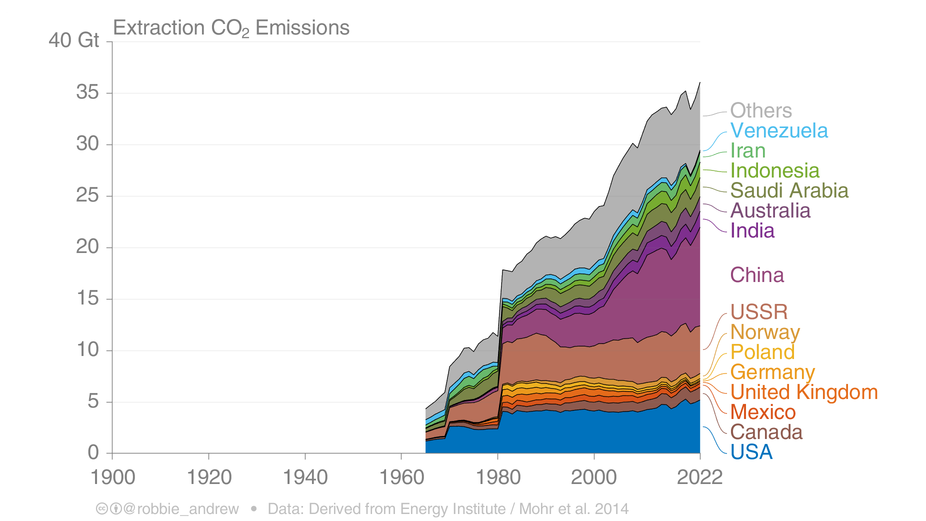 Extraction CO₂ Emissions
40 Gt
35
30
25
20
15
10
5
0
1900
1920
1940
1960
1980
2000
2022
Others
Venezuela
Iran
Indonesia
Saudi Arabia
Australia
India
China
USSR
Norway
Poland
Germany
United Kingdom
Mexico
Canada
USA
@robbie_andrew • Data: Derived from Energy Institute / Mohr et al. 2014